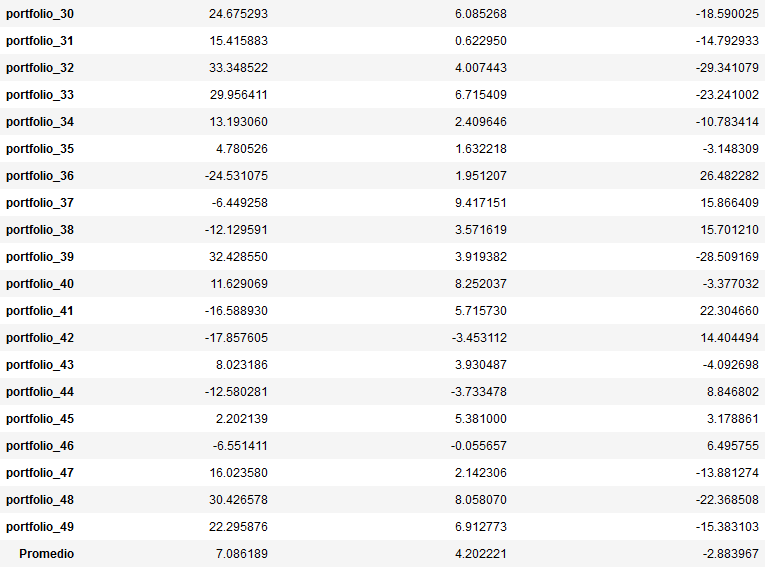 portfolio_30 24.675293 6.085268 -18.590025
portfolio_31 15.415883 0.622950 -14.792933
portfolio_32 33.348522 4.007443 -29.341079
portfolio_33 29.956411 6.715409 -23.241002
portfolio_34 13.193060 2.409646 -10.783414
portfolio_35 4.780526 1.632218 -3.148309
portfolio_36 -24.531075 1.951207 26.482282
portfolio_37 -6.449258 9.417151 15.866409
portfolio_38 -12.129591 3.571619 15.701210
portfolio_39 32.428550 3.919382 -28.509169
portfolio_40 11.629069 8.252037 -3.377032
portfolio_41 -16.588930 5.715730 22.304660
portfolio_42 -17.857605 -3.453112 14.404494
portfolio_43 8.023186 3.930487 -4.092698
portfolio_44 -12.580281 -3.733478 8.846802
portfolio_45 2.202139 5.381000 3.178861
portfolio_46 -6.551411 -0.055657 6.495755
portfolio_47 16.023580 2.142306 -13.881274
portfolio_48 30.426578 8.058070 -22.368508
portfolio_49 22.295876 6.912773 -15.383103
Promedio 7.086189 4.202221 -2.883967